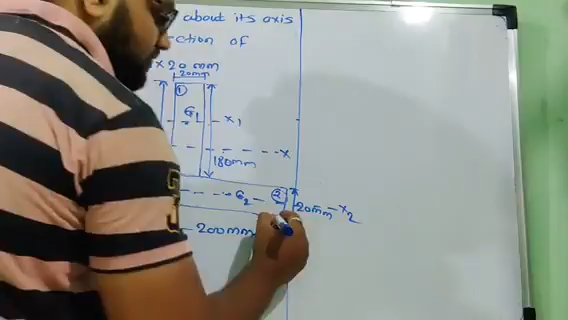 about its axis
ction of
x 20 mm
20mm
1
G1 - x1
- - - - x
180mm
- - - G2 - 2
20mm - x2
200mm